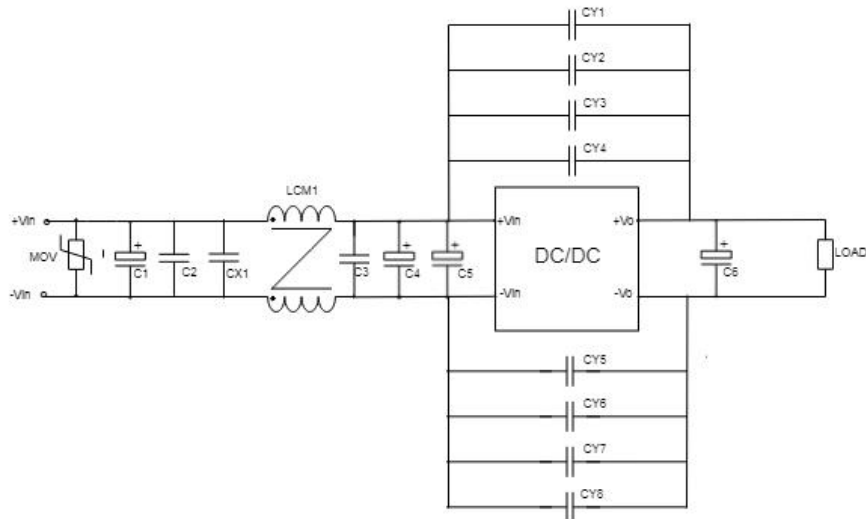 CY1
CY2
CY3
CY4
LCM1
+Vin
+Vin
+Vo
MOV
+
C1
C2
CX1
C3
+
C4
+
C5
DC/DC
+
C6
LOAD
-Vin
-Vin
-Vo
CY5
CY6
CY7
CY8